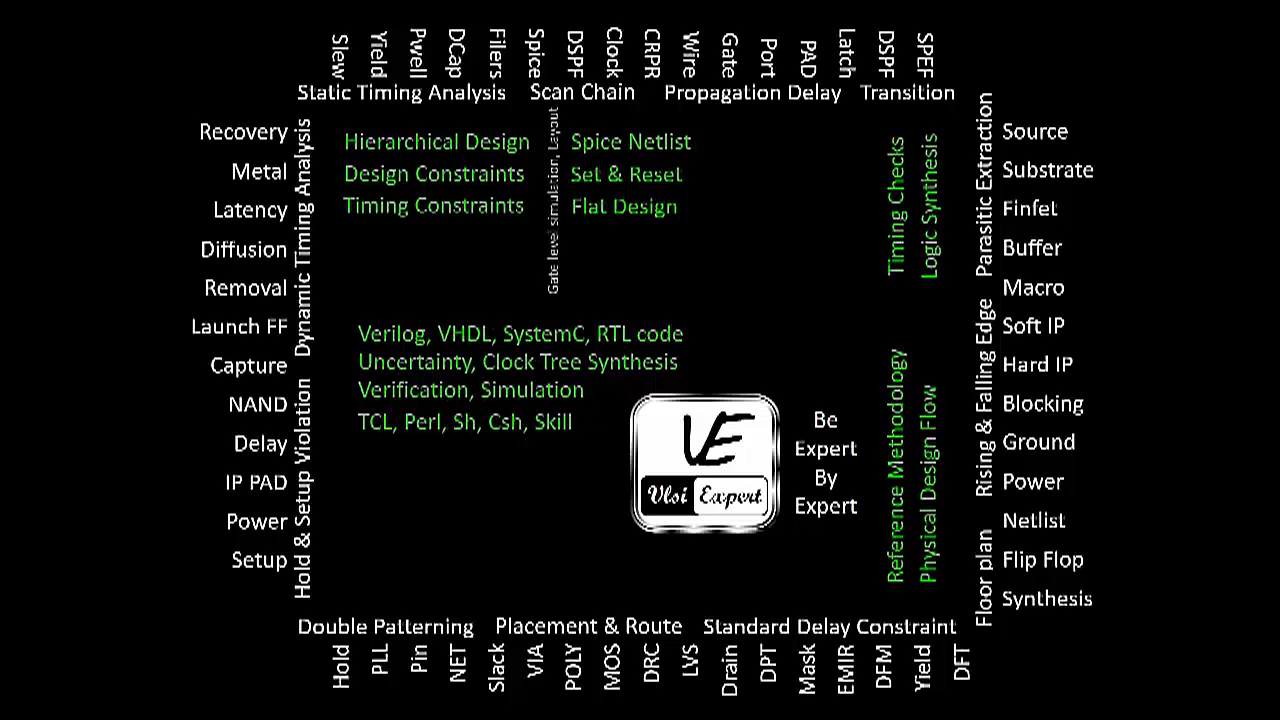 Slew
Yield
Pwell
DCap
Filers
Spice
DSPF
Clock
CRPR
Wire
Gate
Port
PAD
Latch
DSPF
SPEF
Static Timing Analysis
Scan Chain
Propagation Delay
Transition
Recovery
Metal
Latency
Diffusion
Removal
Launch FF
Capture
NAND
Delay
IP PAD
Power
Setup
Dynamic Timing Analysis
Hold & Setup Violation
Hierarchical Design
Design Constraints
Timing Constraints
Gate level simulation, Layout
Spice Netlist
Set & Reset
Flat Design
Verilog, VHDL, SystemC, RTL code
Uncertainty, Clock Tree Synthesis
Verification, Simulation
TCL, Perl, Sh, Csh, Skill
VE
Vlsi Expert
Be
Expert
By
Expert
Timing Checks
Logic Synthesis
Reference Methodology
Physical Design Flow
Parasitic Extraction
Rising & Falling Edge
Floor plan
Source
Substrate
Finfet
Buffer
Macro
Soft IP
Hard IP
Blocking
Ground
Power
Netlist
Flip Flop
Synthesis
Double Patterning
Placement & Route
Standard Delay Constraint
Hold
PLL
Pin
NET
Slack
VIA
POLY
MOS
DRC
LVS
Drain
DPT
Mask
EMIR
DFM
Yield
DFT